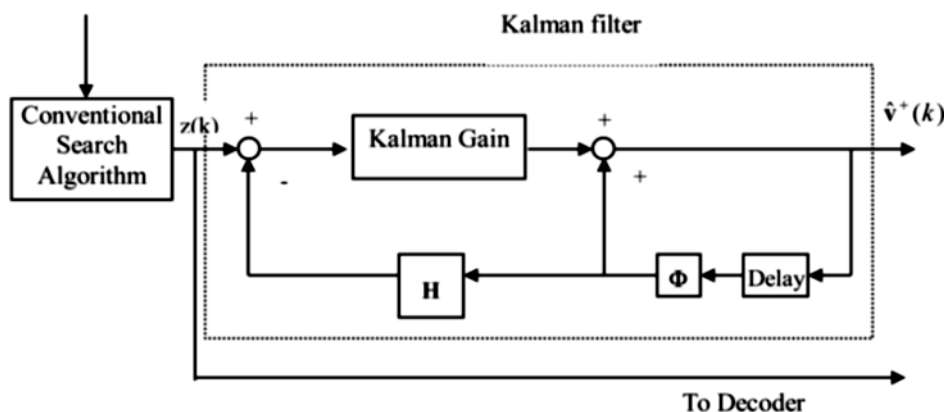 Kalman filter
Conventional
Search
Algorithm
z(k)
+
-
Kalman Gain
+
+
v̂⁺(k)
H
Φ
Delay
To Decoder